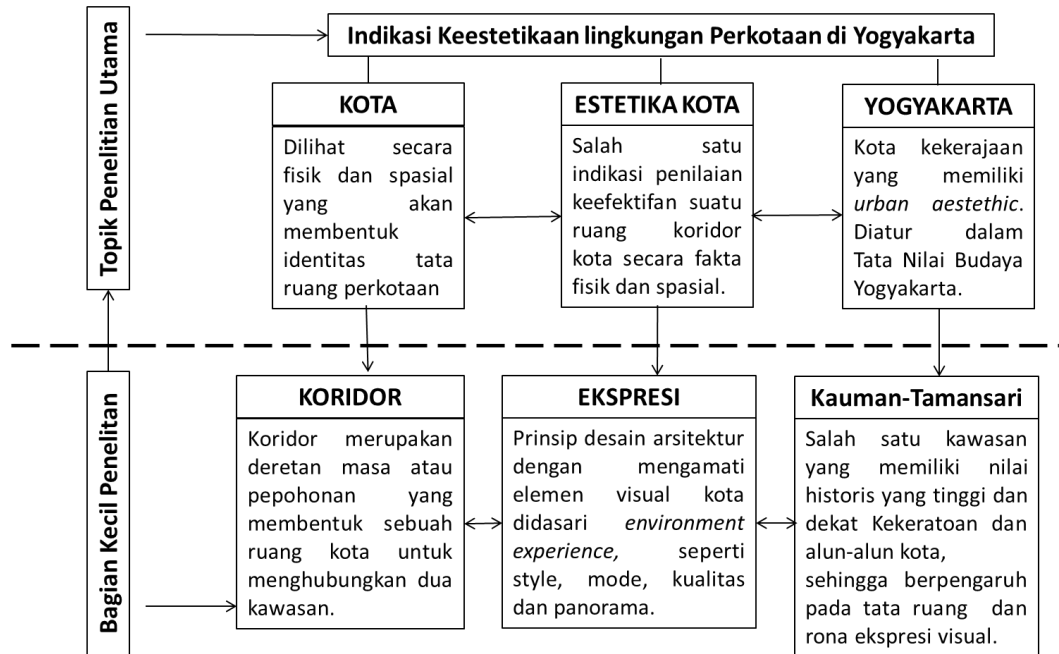 Topik Penelitian Utama
Indikasi Keestetikaan lingkungan Perkotaan di Yogyakarta
KOTA
Dilihat secara
fisik dan spasial
yang akan
membentuk
identitas tata
ruang perkotaan
ESTETIKA KOTA
Salah satu
indikasi penilaian
keefektifan suatu
ruang koridor
kota secara fakta
fisik dan spasial.
YOGYAKARTA
Kota kekerajaan
yang memiliki
urban aestethic.
Diatur dalam
Tata Nilai Budaya
Yogyakarta.
Bagian Kecil Penelitan
KORIDOR
Koridor merupakan
deretan masa atau
pepohonan yang
membentuk sebuah
ruang kota untuk
menghubungkan dua
kawasan.
EKSPRESI
Prinsip desain arsitektur
dengan mengamati
elemen visual kota
didasari environment
experience, seperti
style, mode, kualitas
dan panorama.
Kauman-Tamansari
Salah satu kawasan
yang memiliki nilai
historis yang tinggi dan
dekat Kekeratoan dan
alun-alun kota,
sehingga berpengaruh
pada tata ruang dan
rona ekspresi visual.